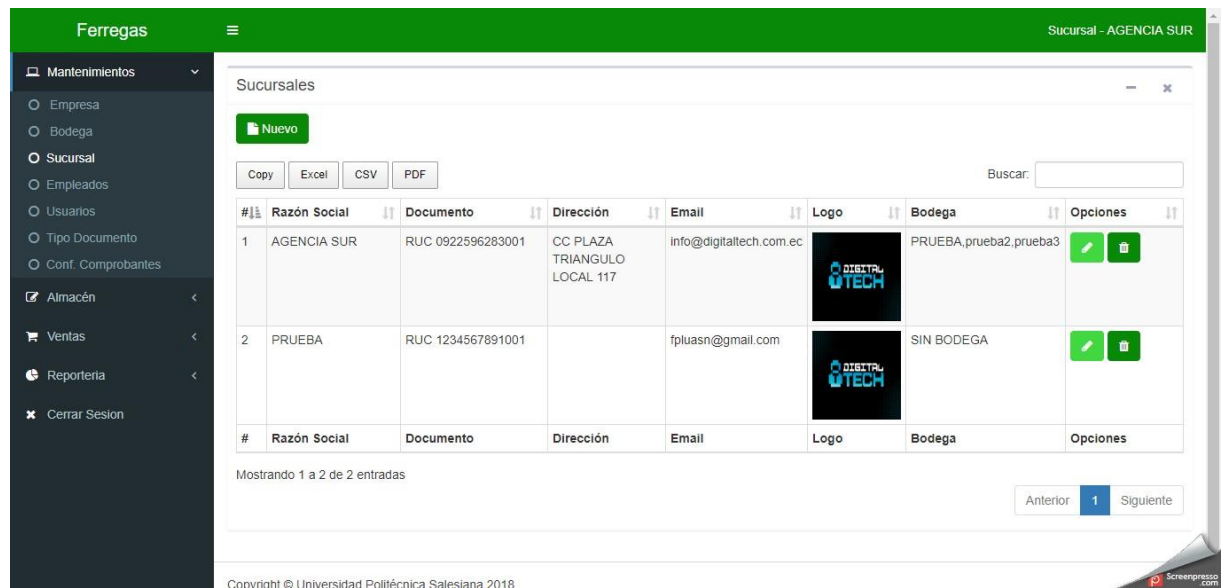 Ferregas
Sucursal - AGENCIA SUR
Mantenimientos
Empresa
Bodega
Sucursal
Empleados
Usuarios
Tipo Documento
Conf. Comprobantes
Almacén
Ventas
Reporteria
Cerrar Sesion
Sucursales
Nuevo
Copy Excel CSV PDF
Buscar:
# Razón Social Documento Dirección Email Logo Bodega Opciones
1 AGENCIA SUR RUC 0922596283001 CC PLAZA info@digitaltech.com.ec PRUEBA,prueba2,prueba3
TRIANGULO
LOCAL 117
DIGITAL
TECH
2 PRUEBA RUC 1234567891001 fpluasn@gmail.com SIN BODEGA
DIGITAL
TECH
# Razón Social Documento Dirección Email Logo Bodega Opciones
Mostrando 1 a 2 de 2 entradas
Anterior 1 Siguiente
Copyright © Universidad Politécnica Salesiana 2018
Screenpresso
.com